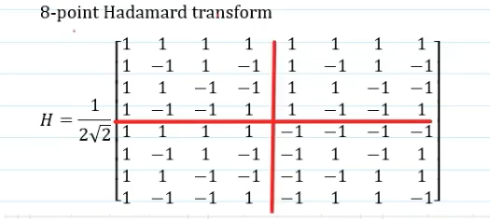 8-point Hadamard transform
1 1 1 1 1 1 1 1
1 −1 1 −1 1 −1 1 −1
1 1 −1 −1 1 1 −1 −1
H = 1/2√2 1 −1 −1 1 1 −1 −1 1
1 1 1 1 −1 −1 −1 −1
1 −1 1 −1 −1 1 −1 1
1 1 −1 −1 −1 −1 1 1
1 −1 −1 1 −1 1 1 −1